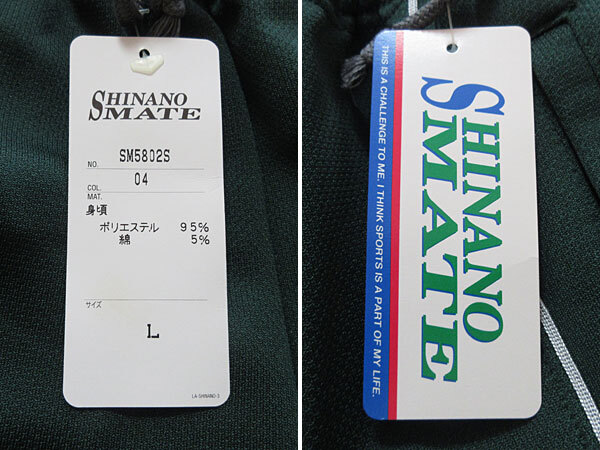 SHINANO
MATE
NO. SM5802S
COL. 04
MAT.
身頃
ポリエステル 95%
綿 5%
サイズ
L
LA-SHINANO-3
THIS IS A CHALLENGE TO ME. I THINK SPORTS IS A PART OF MY LIFE.
SHINANO
MATE